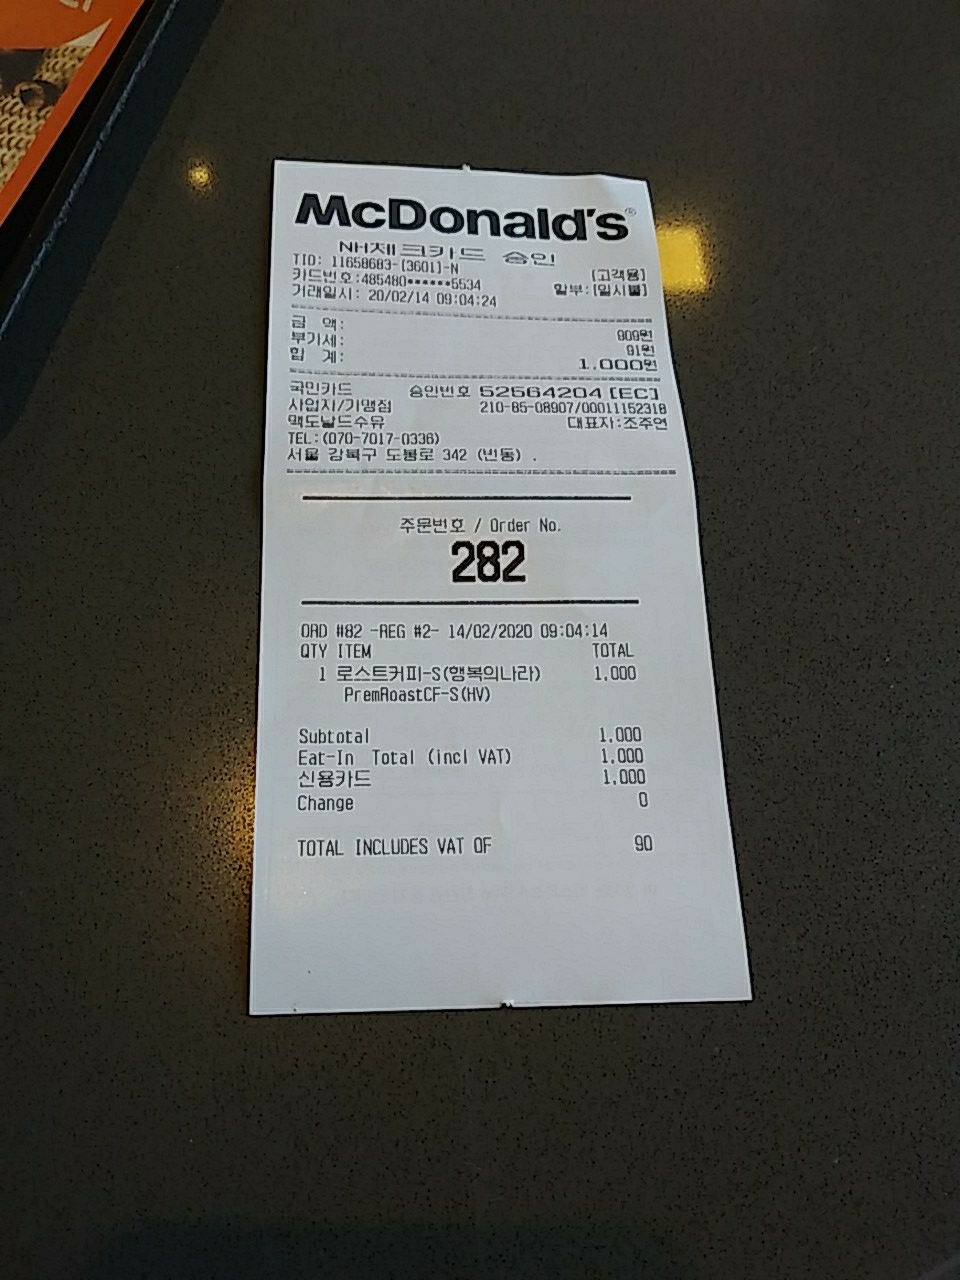 McDonald's®
NH체크카드 승인
TID: 11658683-(3601)-N
[고객용]
카드번호:485480••••••5534
할부:[일시불]
거래일시: 20/02/14 09:04:24
금 액: 909원
부가세: 91원
합 계: 1.000원
국민카드 승인번호 52564204 [EC]
사업자/가맹점 210-85-08907/00011152318
맥도날드수유 대표자:조주연
TEL:(070-7017-0336)
서울 강북구 도봉로 342 (번동) .
주문번호 / Order No.
282
ORD #82 -REG #2- 14/02/2020 09:04:14
QTY ITEM TOTAL
1 로스트커피-S(행복의나라) 1.000
PremRoastCF-S(HV)
Subtotal 1.000
Eat-In Total (incl VAT) 1.000
신용카드 1.000
Change 0
TOTAL INCLUDES VAT OF 90